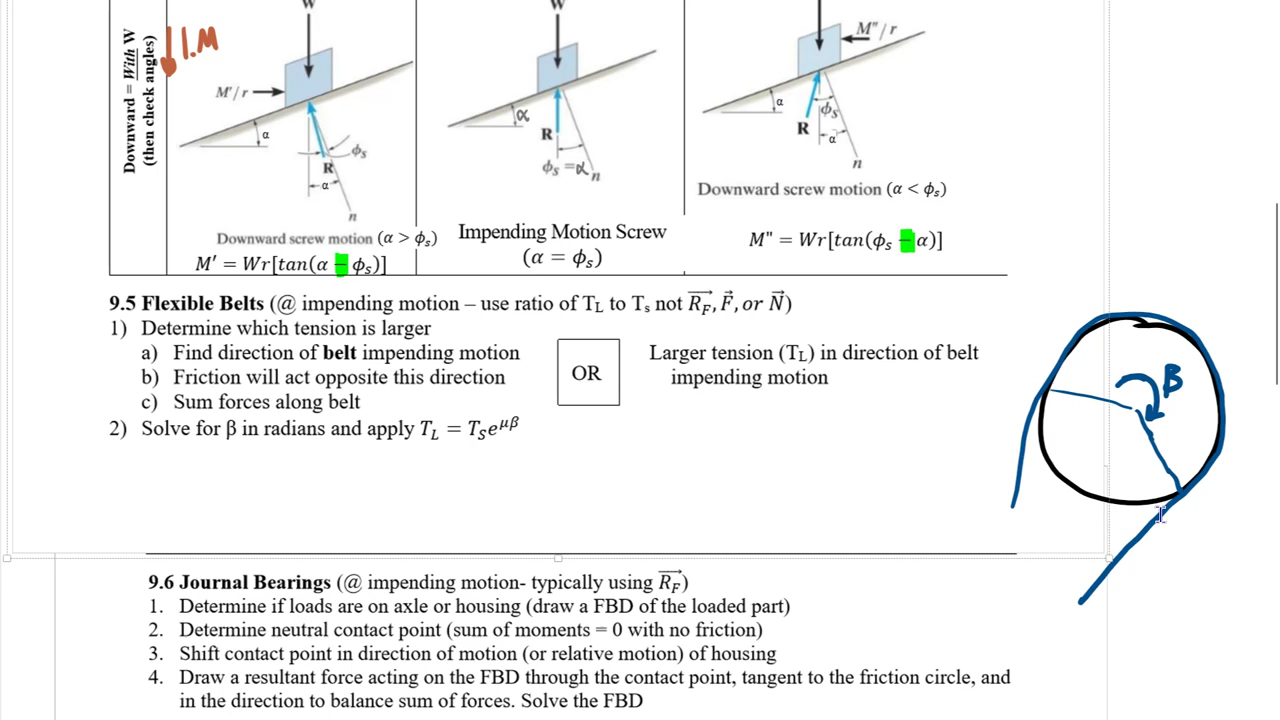 Downward = With W
(then check angles)
I.M
W
M'/r
α
ϕs
R
α
n
Downward screw motion (α > ϕs)
M' = Wr[tan(α − ϕs)]
W
α
R
ϕs =α
n
Impending Motion Screw
(α = ϕs)
M"/r
α
ϕs
R
α
n
Downward screw motion (α < ϕs)
M" = Wr[tan(ϕs − α)]
9.5 Flexible Belts (@ impending motion – use ratio of TL to Ts not R⃗F, F⃗, or N⃗)
1) Determine which tension is larger
a) Find direction of belt impending motion
b) Friction will act opposite this direction
c) Sum forces along belt
OR
Larger tension (TL) in direction of belt
impending motion
2) Solve for β in radians and apply TL = TSe^μβ
β
9.6 Journal Bearings (@ impending motion- typically using R⃗F)
1. Determine if loads are on axle or housing (draw a FBD of the loaded part)
2. Determine neutral contact point (sum of moments = 0 with no friction)
3. Shift contact point in direction of motion (or relative motion) of housing
4. Draw a resultant force acting on the FBD through the contact point, tangent to the friction circle, and
in the direction to balance sum of forces. Solve the FBD